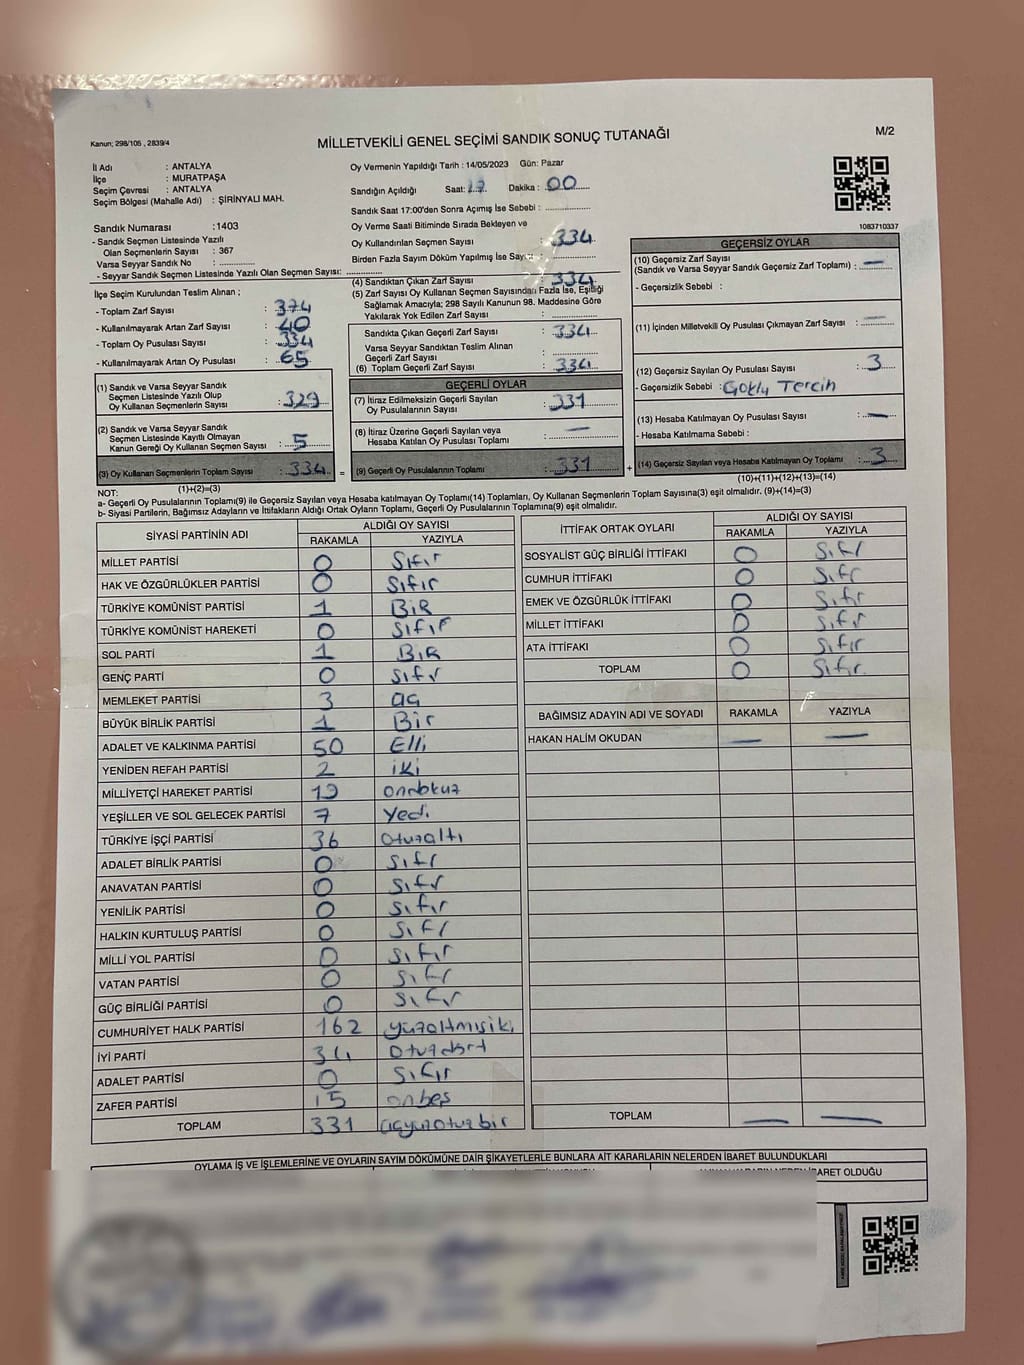 Kanun; 298/105 , 2839/4
MİLLETVEKİLİ GENEL SEÇİMİ SANDIK SONUÇ TUTANAĞI
M/2
İl Adı : ANTALYA
İlçe : MURATPAŞA
Seçim Çevresi : ANTALYA
Seçim Bölgesi (Mahalle Adı) : ŞİRİNYALI MAH.
Sandık Numarası : 1403
- Sandık Seçmen Listesinde Yazılı
Olan Seçmenlerin Sayısı : 367
Varsa Seyyar Sandık No :
- Seyyar Sandık Seçmen Listesinde Yazılı Olan Seçmen Sayısı:
Oy Vermenin Yapıldığı Tarih : 14/05/2023 Gün: Pazar
Sandığın Açıldığı Saat: 17 Dakika : 00
Sandık Saat 17:00'den Sonra Açımış İse Sebebi :
Oy Verme Saati Bitiminde Sırada Bekleyen ve
Oy Kullandırılan Seçmen Sayısı : 334
Birden Fazla Sayım Döküm Yapılmış İse Sayısı :
1083710337
İlçe Seçim Kurulundan Teslim Alınan ;
- Toplam Zarf Sayısı : 374
- Kullanılmayarak Artan Zarf Sayısı : 40
- Toplam Oy Pusulası Sayısı : 334
- Kullanılmayarak Artan Oy Pusulası : 65
(1) Sandık ve Varsa Seyyar Sandık
Seçmen Listesinde Yazılı Olup
Oy Kullanan Seçmenlerin Sayısı : 329
(2) Sandık ve Varsa Seyyar Sandık
Seçmen Listesinde Kayıtlı Olmayan
Kanun Gereği Oy Kullanan Seçmen Sayısı : 5
(3) Oy Kullanan Seçmenlerin Toplam Sayısı : 334 =
(1)+(2)=(3)
(4) Sandıktan Çıkan Zarf Sayısı : 334
(5) Zarf Sayısı Oy Kullanan Seçmen Sayısından Fazla İse, Eşitliği
Sağlamak Amacıyla; 298 Sayılı Kanunun 98. Maddesine Göre
Yakılarak Yok Edilen Zarf Sayısı :
Sandıkta Çıkan Geçerli Zarf Sayısı : 334
Varsa Seyyar Sandıktan Teslim Alınan
Geçerli Zarf Sayısı :
(6) Toplam Geçerli Zarf Sayısı : 334
GEÇERLİ OYLAR
(7) İtiraz Edilmeksizin Geçerli Sayılan
Oy Pusulalarının Sayısı : 331
(8) İtiraz Üzerine Geçerli Sayılan veya
Hesaba Katılan Oy Pusulası Toplamı : —
(9) Geçerli Oy Pusulalarının Toplamı : 331 +
GEÇERSİZ OYLAR
(10) Geçersiz Zarf Sayısı
(Sandık ve Varsa Seyyar Sandık Geçersiz Zarf Toplamı) : —
- Geçersizlik Sebebi :
(11) İçinden Milletvekili Oy Pusulası Çıkmayan Zarf Sayısı : —
(12) Geçersiz Sayılan Oy Pusulası Sayısı : 3
- Geçersizlik Sebebi : Çoklu Tercih
(13) Hesaba Katılmayan Oy Pusulası Sayısı : —
- Hesaba Katılmama Sebebi :
(14) Geçersiz Sayılan veya Hesaba Katılmayan Oy Toplamı : 3
(10)+(11)+(12)+(13)=(14)
NOT:
a- Geçerli Oy Pusulalarının Toplamı(9) ile Geçersiz Sayılan veya Hesaba katılmayan Oy Toplamı(14) Toplamları, Oy Kullanan Seçmenlerin Toplam Sayısına(3) eşit olmalıdır. (9)+(14)=(3)
b- Siyasi Partilerin, Bağımsız Adayların ve İttifakların Aldığı Ortak Oyların Toplamı, Geçerli Oy Pusulalarının Toplamına(9) eşit olmalıdır.
SİYASİ PARTİNİN ADI
ALDIĞI OY SAYISI
RAKAMLA YAZIYLA
MİLLET PARTİSİ 0 Sıfır
HAK VE ÖZGÜRLÜKLER PARTİSİ 0 Sıfır
TÜRKİYE KOMÜNİST PARTİSİ 1 BİR
TÜRKİYE KOMÜNİST HAREKETİ 0 Sıfır
SOL PARTİ 1 BİR
GENÇ PARTİ 0 Sıfır
MEMLEKET PARTİSİ 3 üç
BÜYÜK BİRLİK PARTİSİ 1 Bir
ADALET VE KALKINMA PARTİSİ 50 Elli
YENİDEN REFAH PARTİSİ 2 iki
MİLLİYETÇİ HAREKET PARTİSİ 19 ondokuz
YEŞİLLER VE SOL GELECEK PARTİSİ 7 Yedi
TÜRKİYE İŞÇİ PARTİSİ 36 otuzaltı
ADALET BİRLİK PARTİSİ 0 Sıfır
ANAVATAN PARTİSİ 0 Sıfır
YENİLİK PARTİSİ 0 Sıfır
HALKIN KURTULUŞ PARTİSİ 0 Sıfır
MİLLİ YOL PARTİSİ 0 Sıfır
VATAN PARTİSİ 0 Sıfır
GÜÇ BİRLİĞİ PARTİSİ 0 Sıfır
CUMHURİYET HALK PARTİSİ 162 yüzaltmışiki
İYİ PARTİ 34 otuzdört
ADALET PARTİSİ 0 Sıfır
ZAFER PARTİSİ 15 onbeş
TOPLAM 331 üçyüzotuzbir
İTTİFAK ORTAK OYLARI
ALDIĞI OY SAYISI
RAKAMLA YAZIYLA
SOSYALİST GÜÇ BİRLİĞİ İTTİFAKI 0 Sıfır
CUMHUR İTTİFAKI 0 Sıfır
EMEK VE ÖZGÜRLÜK İTTİFAKI 0 Sıfır
MİLLET İTTİFAKI 0 Sıfır
ATA İTTİFAKI 0 Sıfır
TOPLAM 0 Sıfır
BAĞIMSIZ ADAYIN ADI VE SOYADI RAKAMLA YAZIYLA
HAKAN HALİM OKUDAN — —
TOPLAM — —
OYLAMA İŞ VE İŞLEMLERİNE VE OYLARIN SAYIM DÖKÜMÜNE DAİR ŞİKAYETLERLE BUNLARA AİT KARARLARIN NELERDEN İBARET BULUNDUKLARI
İBARET OLDUĞU